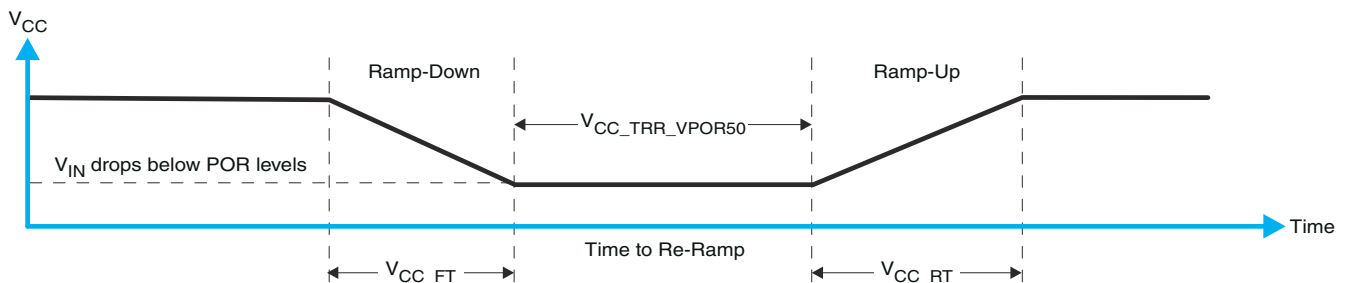 VCC
Ramp-Down
Ramp-Up
VCC_TRR_VPOR50
VIN drops below POR levels
Time
Time to Re-Ramp
VCC_FT
VCC_RT